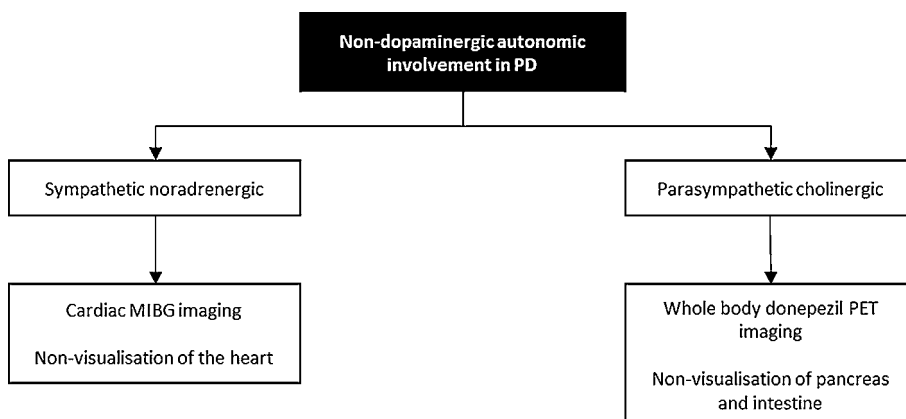 Non-dopaminergic autonomic
involvement in PD
Sympathetic noradrenergic
Parasympathetic cholinergic
Cardiac MIBG imaging
Non-visualisation of the heart
Whole body donepezil PET
imaging
Non-visualisation of pancreas
and intestine